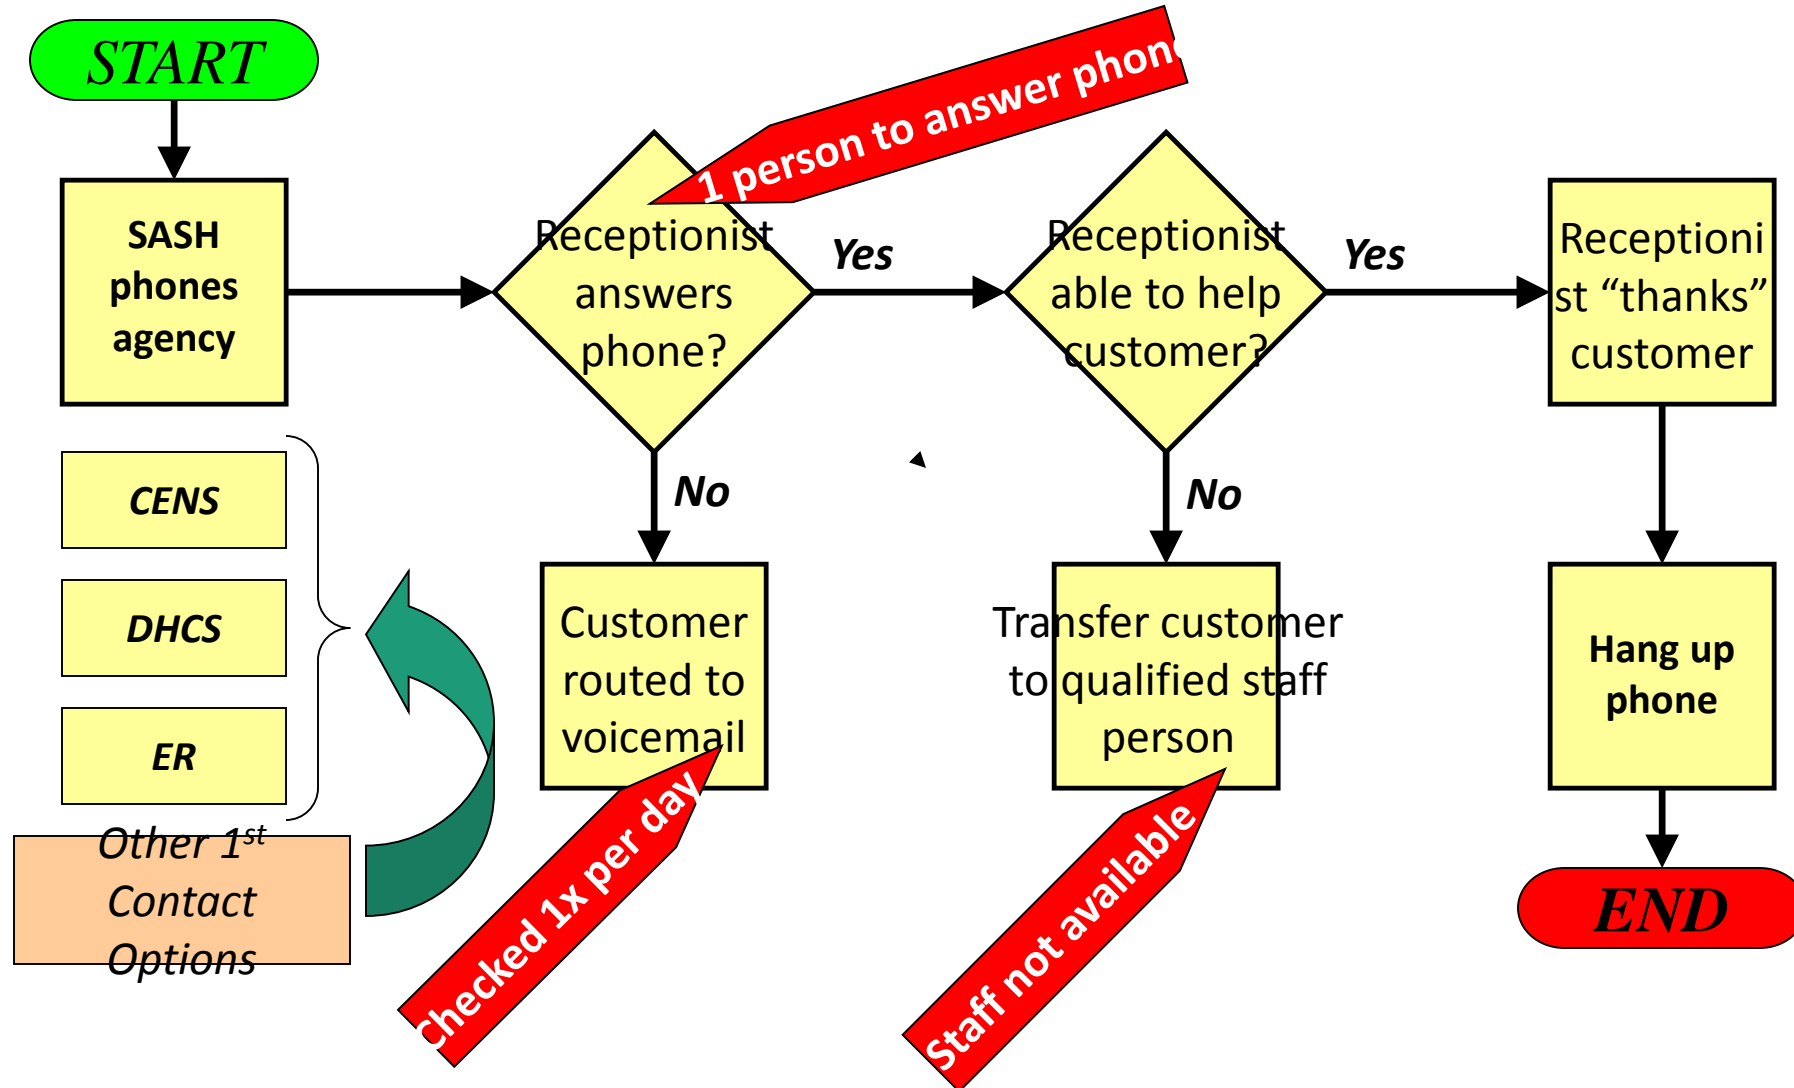 START
1 person to answer phone
SASH
phones
agency
Receptionist
answers
phone?
Yes
Receptionist
able to help
customer?
Yes
Receptioni
st “thanks”
customer
CENS
No
No
DHCS
ER
Customer
routed to
voicemail
Transfer customer
to qualified staff
person
Hang up
phone
Other 1st
Contact
Options
Checked 1x per day
Staff not available
END